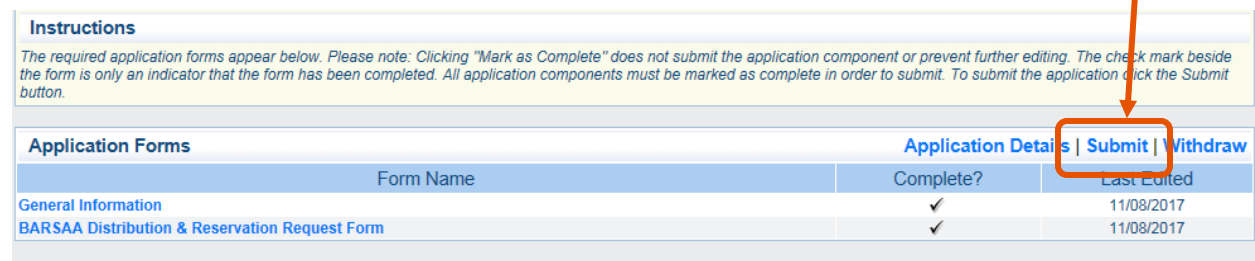 Instructions
The required application forms appear below. Please note: Clicking "Mark as Complete" does not submit the application component or prevent further editing. The check mark beside
the form is only an indicator that the form has been completed. All application components must be marked as complete in order to submit. To submit the application click the Submit
button.
Application Forms Application Details | Submit | Withdraw
Form Name Complete? Last Edited
General Information ✓ 11/08/2017
BARSAA Distribution & Reservation Request Form ✓ 11/08/2017